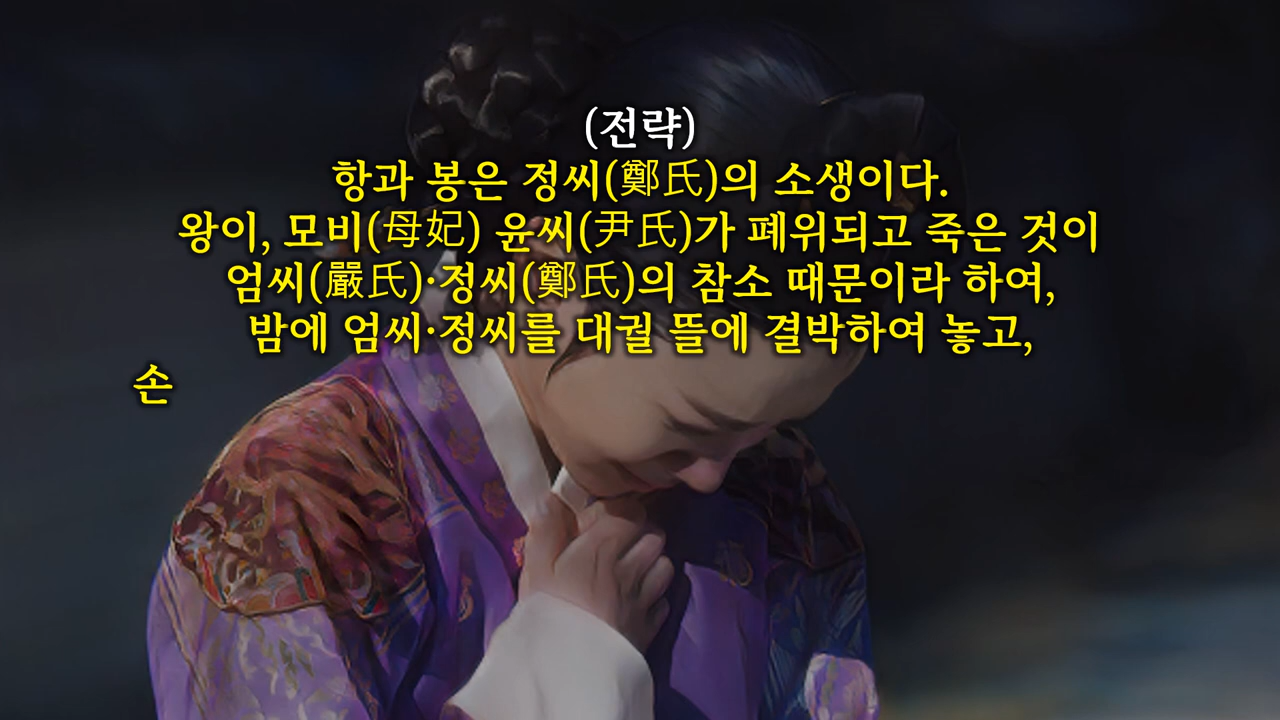 (전략)
항과 봉은 정씨(鄭氏)의 소생이다.
왕이, 모비(母妃) 윤씨(尹氏)가 폐위되고 죽은 것이
엄씨(嚴氏)·정씨(鄭氏)의 참소 때문이라 하여,
밤에 엄씨·정씨를 대궐 뜰에 결박하여 놓고,
손